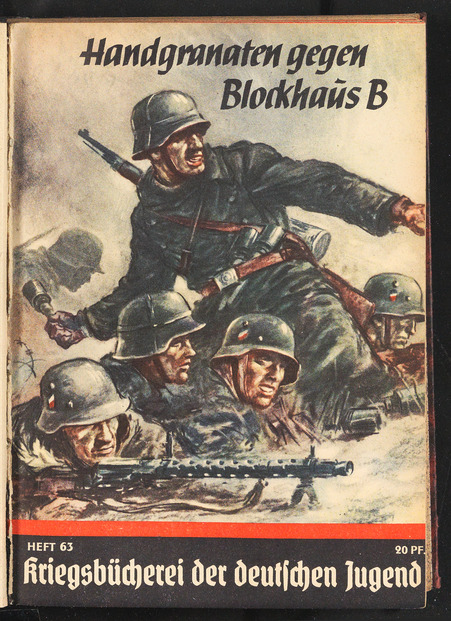 Handgranaten gegen
Blockhaus B
HEFT 63
20 PF.
Kriegsbücherei der deutſchen Jugend